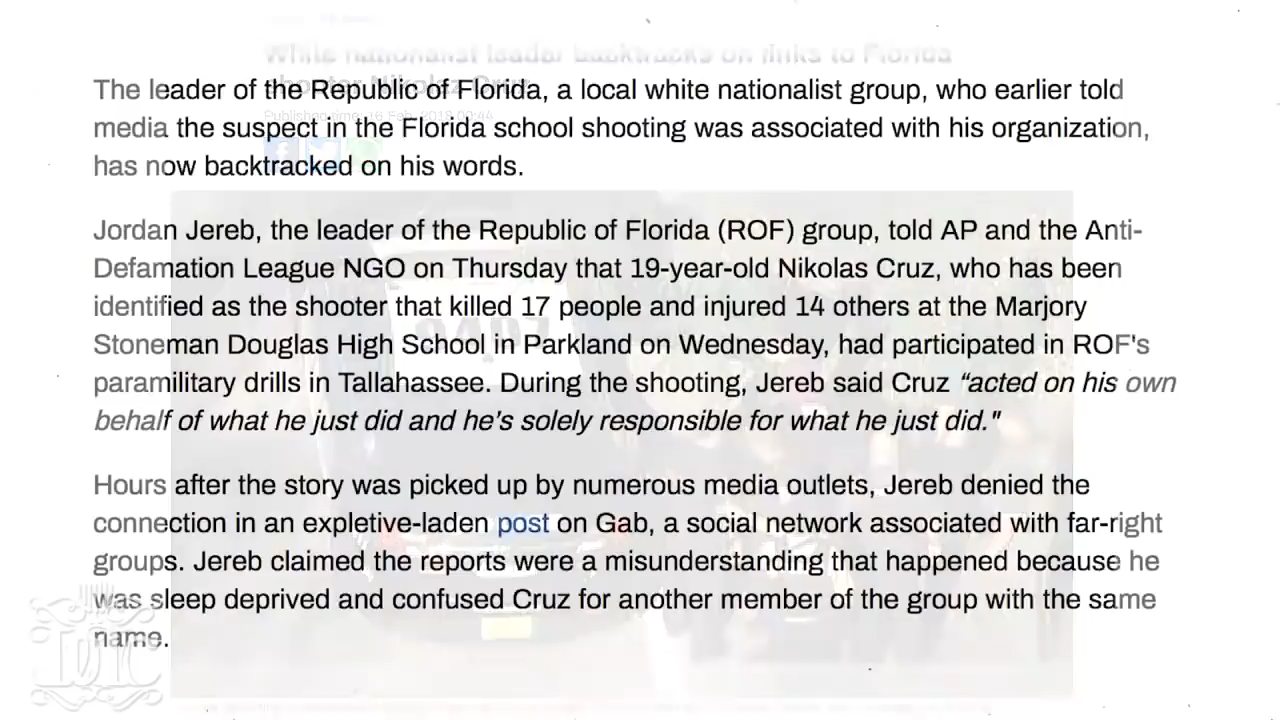 White nationalist leader backtracks on links to Florida
The leader of the Republic of Florida, a local white nationalist group, who earlier told
media the suspect in the Florida school shooting was associated with his organization,
has now backtracked on his words.
Jordan Jereb, the leader of the Republic of Florida (ROF) group, told AP and the Anti-
Defamation League NGO on Thursday that 19-year-old Nikolas Cruz, who has been
identified as the shooter that killed 17 people and injured 14 others at the Marjory
Stoneman Douglas High School in Parkland on Wednesday, had participated in ROF's
paramilitary drills in Tallahassee. During the shooting, Jereb said Cruz “acted on his own
behalf of what he just did and he's solely responsible for what he just did."
Hours after the story was picked up by numerous media outlets, Jereb denied the
connection in an expletive-laden post on Gab, a social network associated with far-right
groups. Jereb claimed the reports were a misunderstanding that happened because he
was sleep deprived and confused Cruz for another member of the group with the same
name.